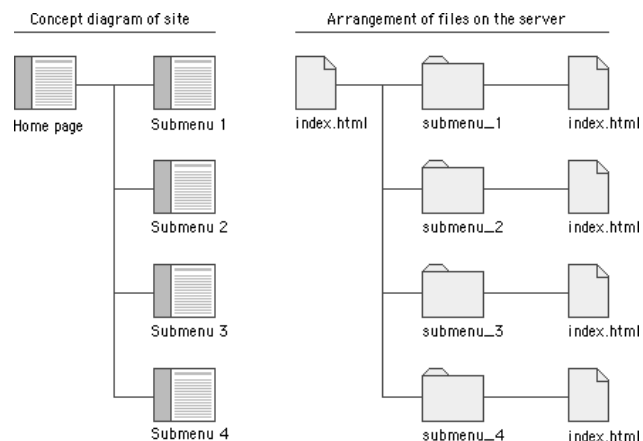 Concept diagram of site
Arrangement of files on the server
Home page
Submenu 1
index.html
submenu_1
index.html
Submenu 2
submenu_2
index.html
Submenu 3
submenu_3
index.html
Submenu 4
submenu_4
index.html